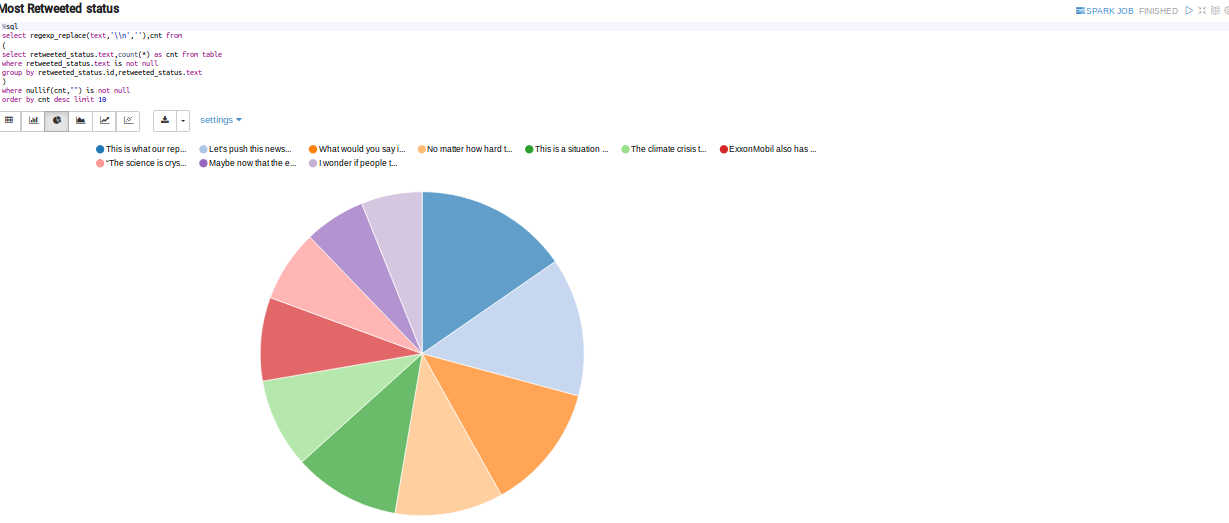 Most Retweeted status
SPARK JOB FINISHED
%sql
select regexp_replace(text,'\\n',''),cnt from
(
select retweeted_status.text,count(*) as cnt from table
where retweeted_status.text is not null
group by retweeted_status.id,retweeted_status.text
)
where nullif(cnt,"") is not null
order by cnt desc limit 10
settings
This is what our rep... Let's push this news... What would you say i... No matter how hard t... This is a situation ... The climate crisis t... ExxonMobil also has ...
"The science is crys... Maybe now that the e... I wonder if people t...